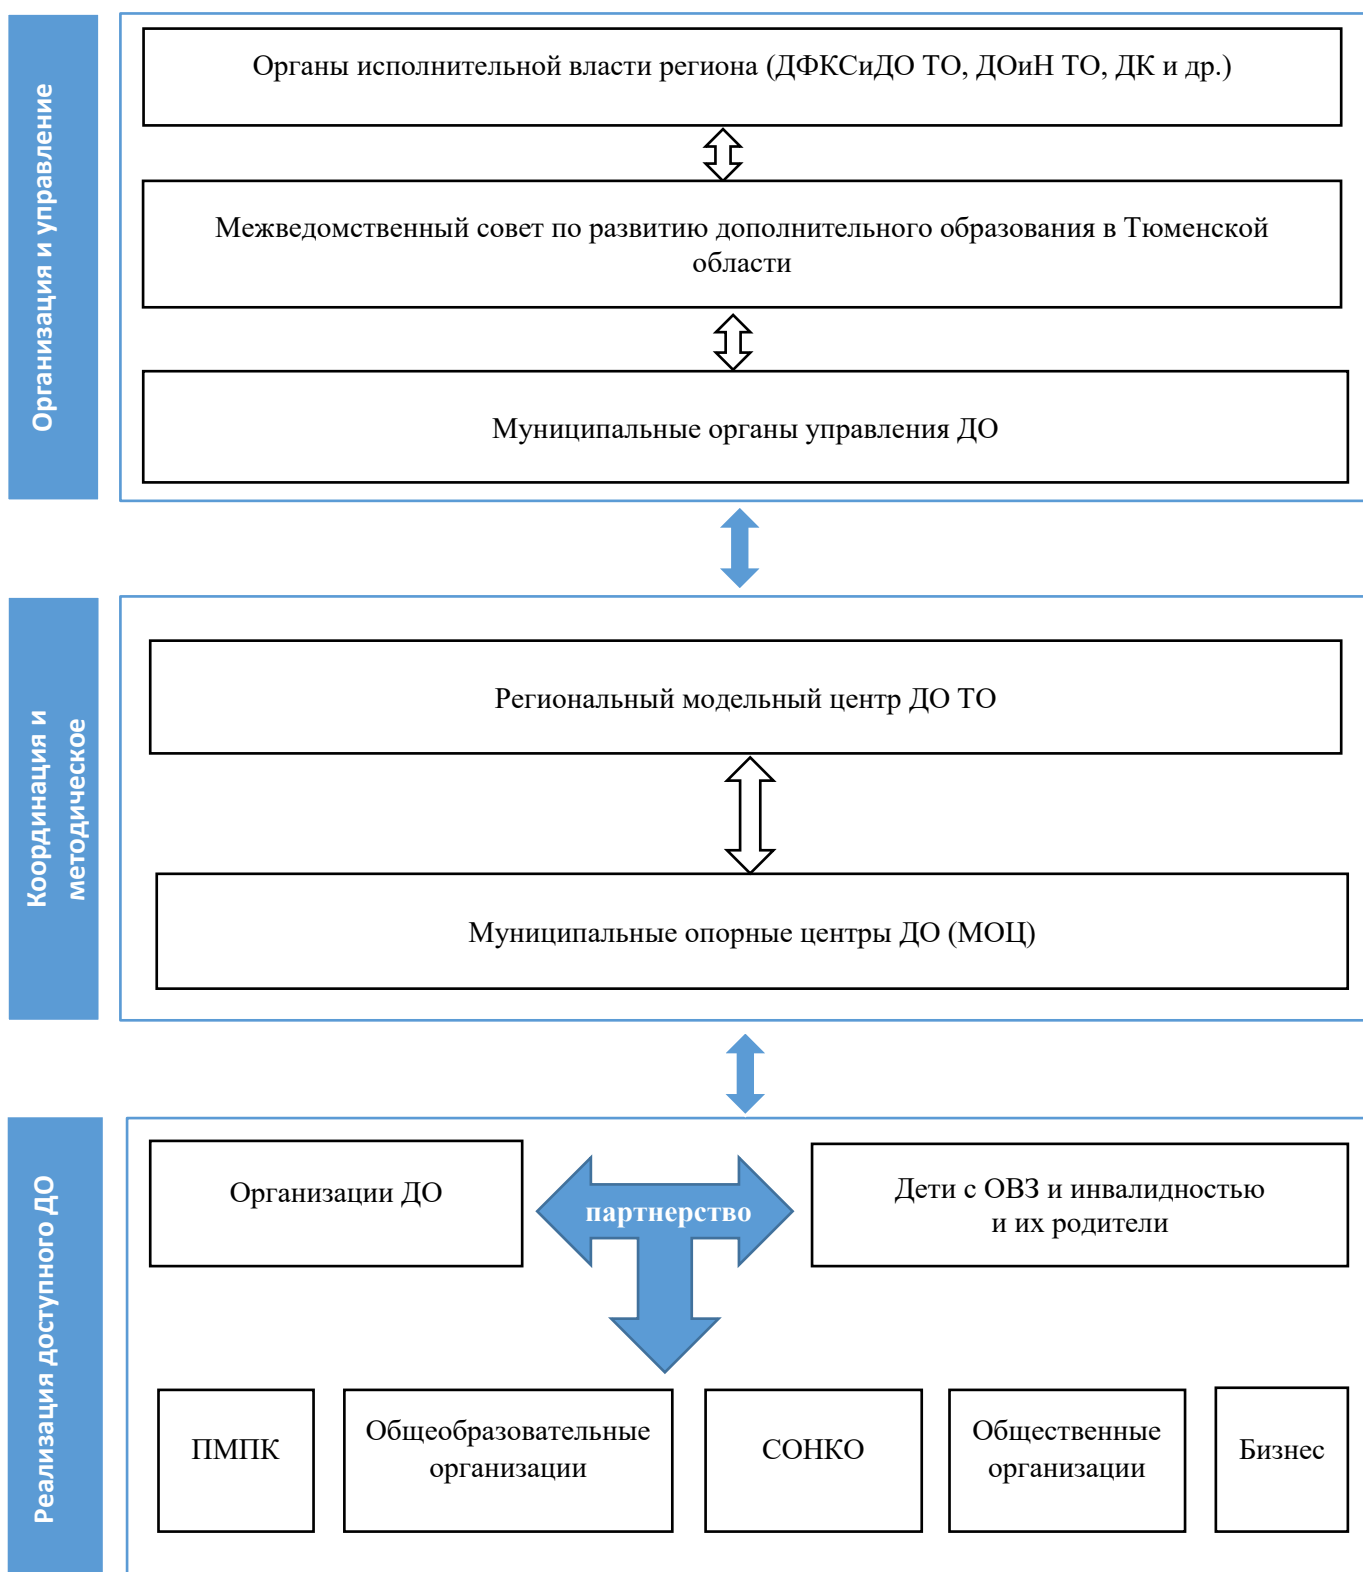 Организация и управление
Органы исполнительной власти региона (ДФКСиДО ТО, ДОиН ТО, ДК и др.)
Межведомственный совет по развитию дополнительного образования в Тюменской
области
Муниципальные органы управления ДО
Координация и
методическое
Региональный модельный центр ДО ТО
Муниципальные опорные центры ДО (МОЦ)
Реализация доступного ДО
Организации ДО
партнерство
Дети с ОВЗ и инвалидностью
и их родители
ПМПК
Общеобразовательные
организации
СОНКО
Общественные
организации
Бизнес